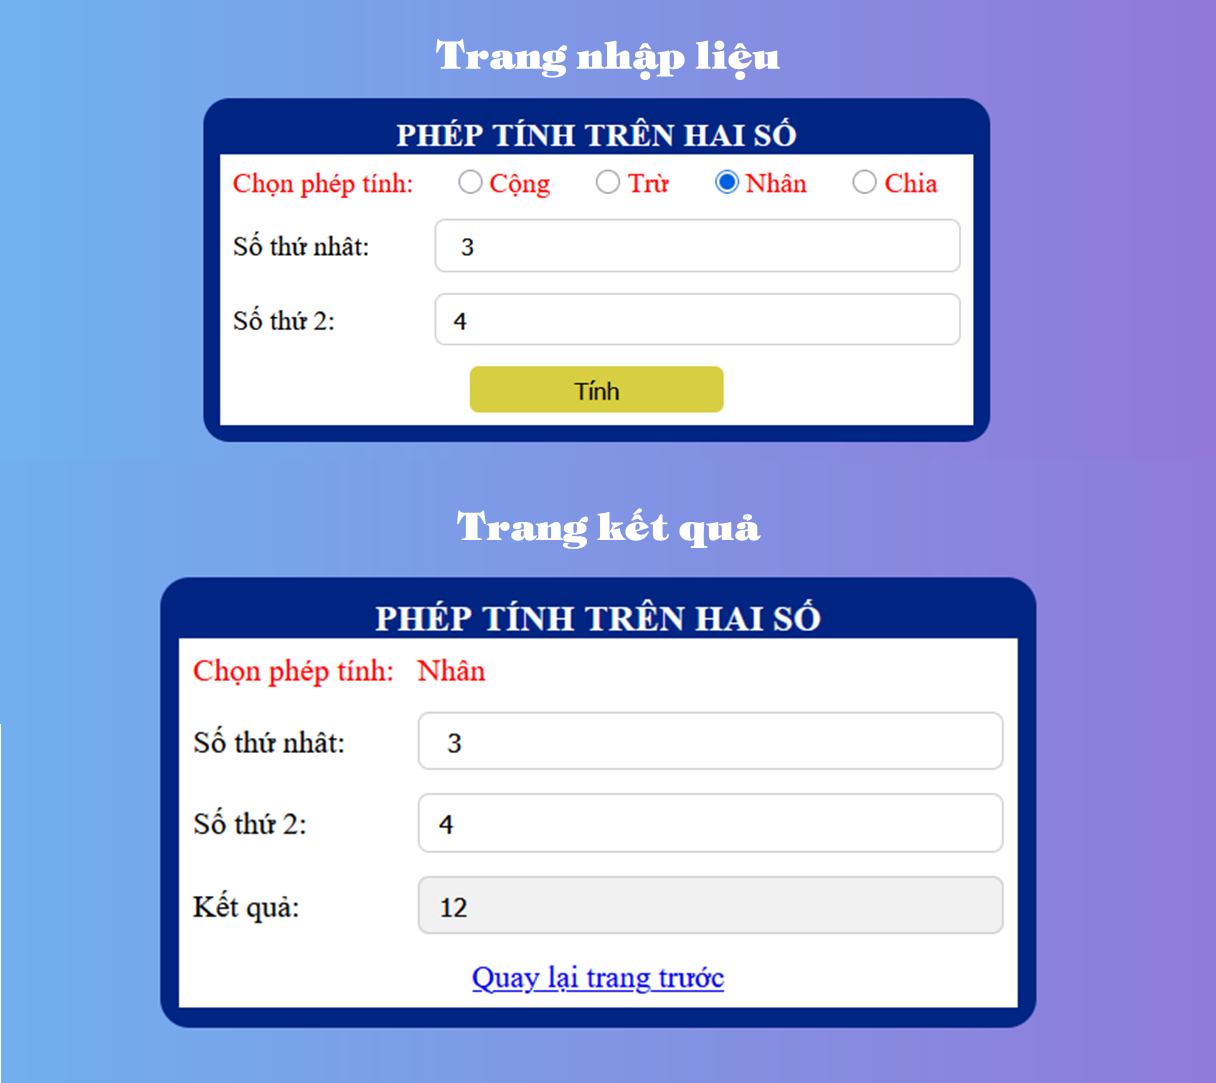 Trang nhập liệu
PHÉP TÍNH TRÊN HAI SỐ
Chọn phép tính: Cộng Trừ Nhân Chia
Số thứ nhât: 3
Số thứ 2: 4
Tính
Trang kết quả
PHÉP TÍNH TRÊN HAI SỐ
Chọn phép tính: Nhân
Số thứ nhât: 3
Số thứ 2: 4
Kết quả: 12
Quay lại trang trước